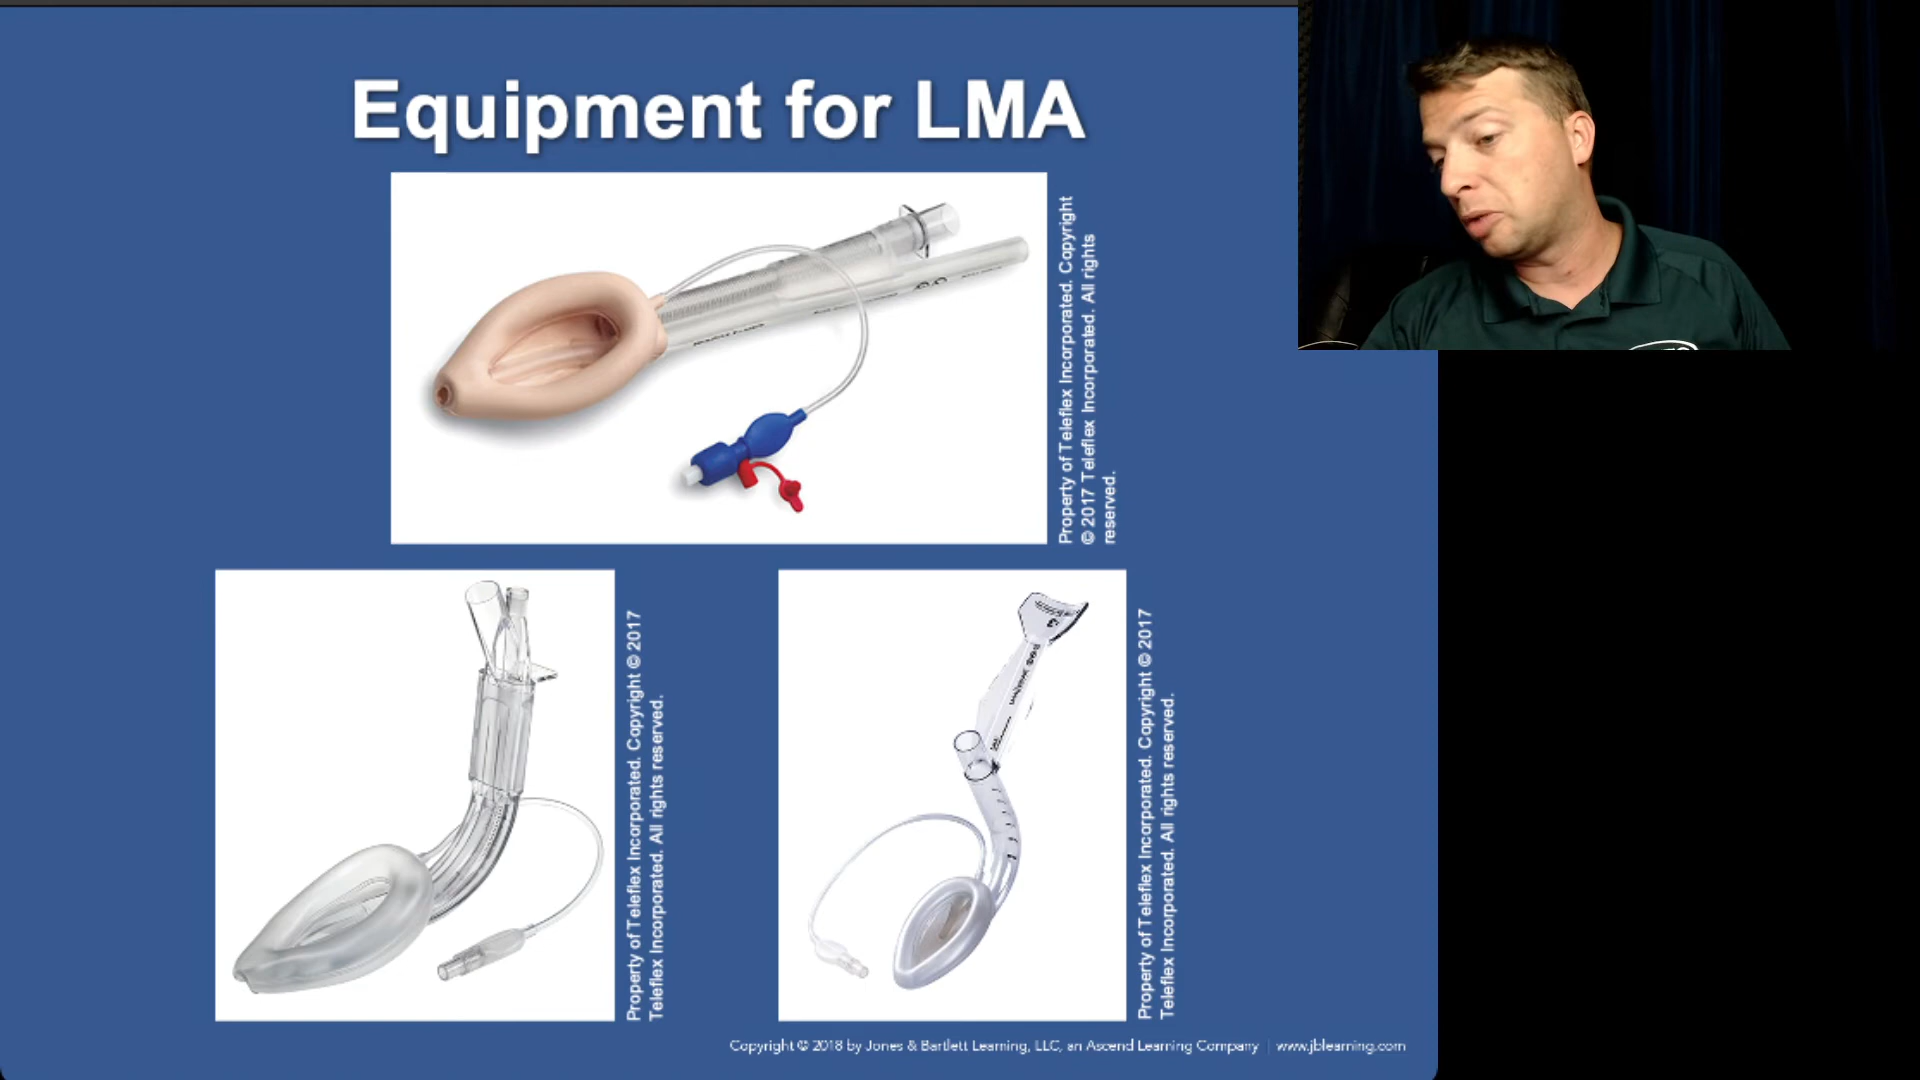 Equipment for LMA
Property of Teleflex Incorporated. Copyright
© 2017 Teleflex Incorporated. All rights
reserved.
Property of Teleflex Incorporated. Copyright © 2017
Teleflex Incorporated. All rights reserved.
Property of Teleflex Incorporated. Copyright © 2017
Teleflex Incorporated. All rights reserved.
Copyright © 2018 by Jones & Bartlett Learning, LLC, an Ascend Learning Company | www.jblearning.com